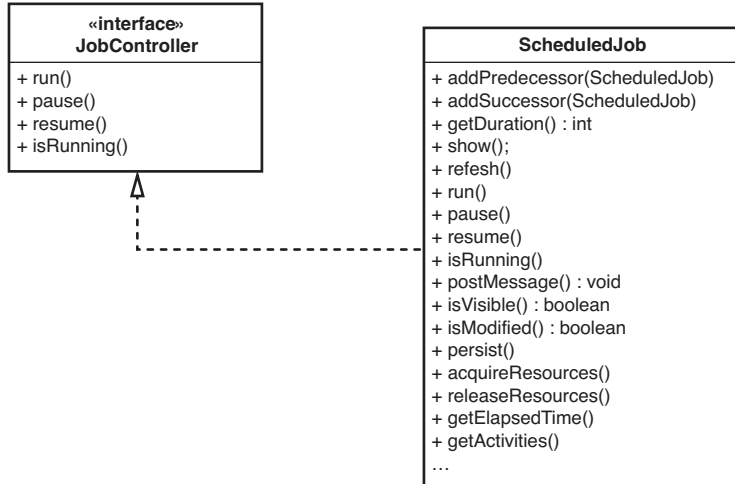 «interface»
JobController
+ run()
+ pause()
+ resume()
+ isRunning()
ScheduledJob
+ addPredecessor(ScheduledJob)
+ addSuccessor(ScheduledJob)
+ getDuration() : int
+ show();
+ refesh()
+ run()
+ pause()
+ resume()
+ isRunning()
+ postMessage() : void
+ isVisible() : boolean
+ isModified() : boolean
+ persist()
+ acquireResources()
+ releaseResources()
+ getElapsedTime()
+ getActivities()
…